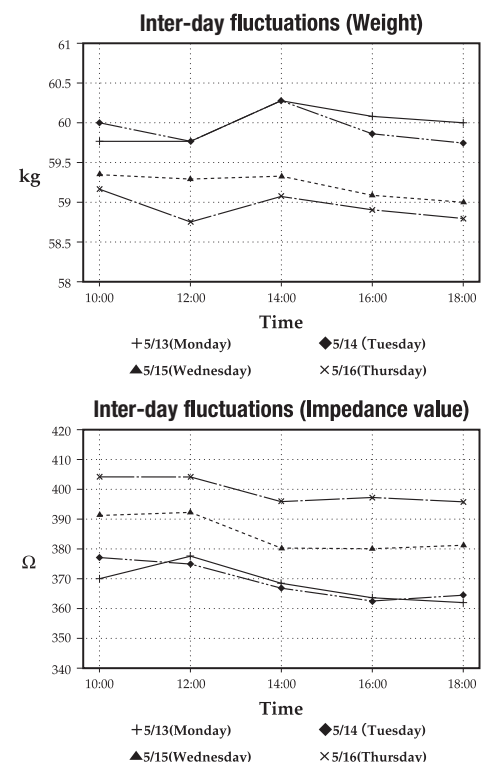 Inter-day fluctuations (Weight)
61
60.5
60
59.5
kg
59
58.5
58
10:00 12:00 14:00 16:00 18:00
Time
+5/13(Monday) ◆5/14 (Tuesday)
▲5/15(Wednesday) ×5/16(Thursday)
Inter-day fluctuations (Impedance value)
420
410
400
390
380
Ω
370
360
350
340
10:00 12:00 14:00 16:00 18:00
Time
+5/13(Monday) ◆5/14 (Tuesday)
▲5/15(Wednesday) ×5/16(Thursday)